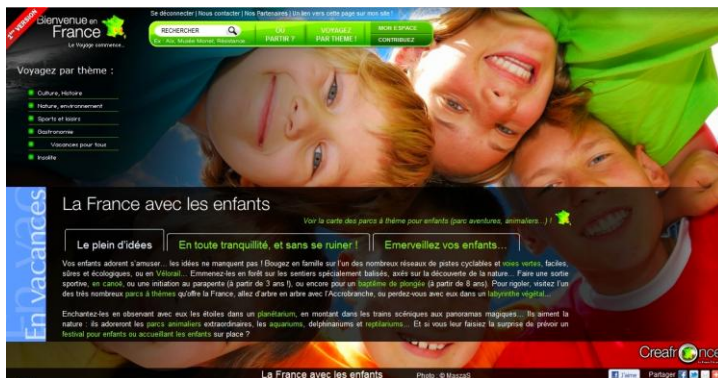 1ère VERSION
Bienvenue en
France
Le Voyage commence...
Se déconnecter | Nous contacter | Nos Partenaires | Un lien vers cette page sur mon site !
RECHERCHER
Ex : Aix, Musée Monet, Résidence
OÙ
PARTIR ?
VOYAGEZ
PAR THEME !
MON ESPACE
CONTRIBUEZ
Voyagez par thème :
Culture, Histoire
Nature, environnement
Sports et loisirs
Gastronomie
Vacances pour tous
Insolite
En vacances
La France avec les enfants
Voir la carte des parcs à thème pour enfants (parc aventures, animaliers...) !
Le plein d'idées
En toute tranquillité, et sans se ruiner !
Emerveillez vos enfants...
Vos enfants adorent s'amuser... les idées ne manquent pas ! Bougez en famille sur l'un des nombreux réseaux de pistes cyclables et voies vertes, faciles,
sûres et écologiques, ou en Vélorail... Emmenez-les en forêt sur les sentiers spécialement balisés, axés sur la découverte de la nature... Faire une sortie
sportive, en canoë, ou une initiation au parapente (à partir de 3 ans !), ou encore pour un baptême de plongée (à partir de 8 ans). Pour rigoler, visitez l'un
des très nombreux parcs à thèmes qu'offre la France, allez d'arbre en arbre avec l'Accrobranche, ou perdez-vous avec eux dans un labyrinthe végétal...
Enchantez-les en observant avec eux les étoiles dans un planétarium, en montant dans les trains scéniques aux panoramas magiques... Ils aiment la
nature : ils adoreront les parcs animaliers extraordinaires, les aquariums, delphinariums et reptilariums... Et si vous leur faisiez la surprise de prévoir un
festival pour enfants ou accueillant les enfants sur place ?
Creafrance
La France avec les enfants
Photo : © MaszaS
J'aime
Partager